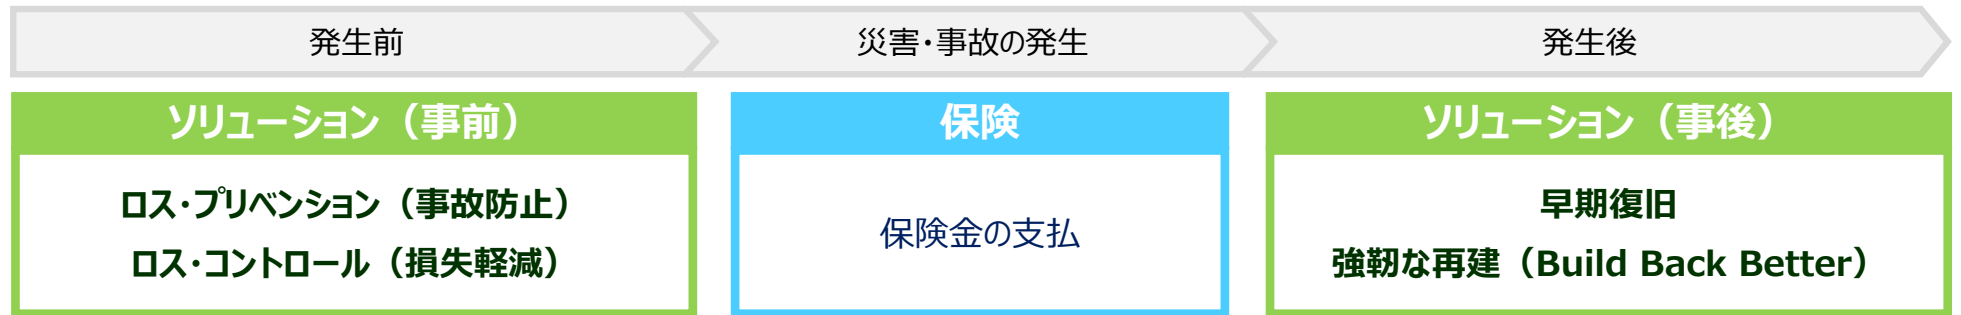 発生前
災害・事故の発生
発生後
ソリューション（事前）
ロス・プリベンション（事故防止）
ロス・コントロール（損失軽減）
保険
保険金の支払
ソリューション（事後）
早期復旧
強靭な再建（Build Back Better）